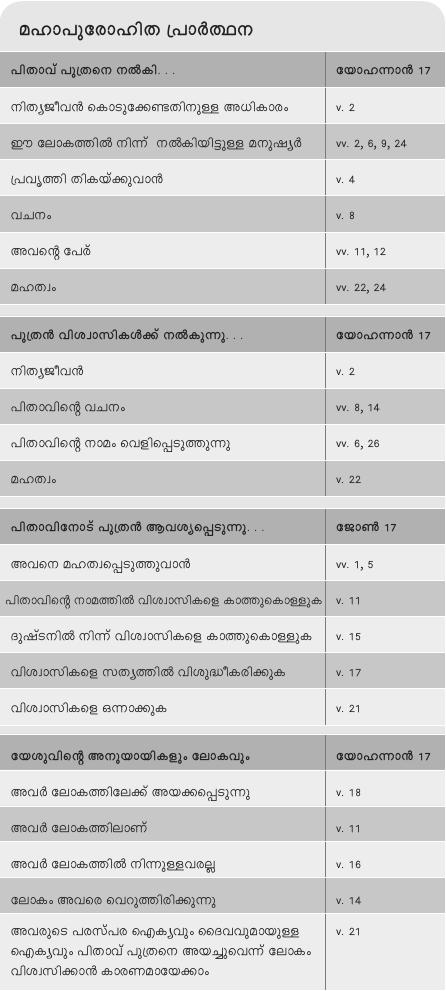 മഹാപുരോഹിത പ്രാർത്ഥന
പിതാവ് പുത്രനെ നൽകി. . . യോഹന്നാൻ 17
നിത്യജീവൻ കൊടുക്കേണ്ടതിനുള്ള അധികാരം v. 2
ഈ ലോകത്തിൽ നിന്ന് നൽകിയിട്ടുള്ള മനുഷ്യർ vv. 2, 6, 9, 24
പ്രവൃത്തി തികയ്ക്കുവാൻ v. 4
വചനം v. 8
അവന്റെ പേര് vv. 11, 12
മഹത്വം vv. 22, 24
പുത്രൻ വിശ്വാസികൾക്ക് നൽകുന്നു. . . യോഹന്നാൻ 17
നിത്യജീവൻ v. 2
പിതാവിന്റെ വചനം vv. 8, 14
പിതാവിന്റെ നാമം വെളിപ്പെടുത്തുന്നു vv. 6, 26
മഹത്വം v. 22
പിതാവിനോട് പുത്രൻ ആവശ്യപ്പെടുന്നു. . . ജോൺ 17
അവനെ മഹത്വപ്പെടുത്തുവാൻ vv. 1, 5
പിതാവിന്റെ നാമത്തിൽ വിശ്വാസികളെ കാത്തുകൊള്ളുക v. 11
ദുഷ്ടനിൽ നിന്ന് വിശ്വാസികളെ കാത്തുകൊള്ളുക v. 15
വിശ്വാസികളെ സത്യത്തിൽ വിശുദ്ധീകരിക്കുക v. 17
വിശ്വാസികളെ ഒന്നാക്കുക v. 21
യേശുവിന്റെ അനുയായികളും ലോകവും യോഹന്നാൻ 17
അവർ ലോകത്തിലേക്ക് അയക്കപ്പെടുന്നു v. 18
അവർ ലോകത്തിലാണ് v. 11
അവർ ലോകത്തിൽ നിന്നുള്ളവരല്ല v. 16
ലോകം അവരെ വെറുത്തിരിക്കുന്നു v. 14
അവരുടെ പരസ്പര ഐക്യവും ദൈവവുമായുള്ള v. 21
ഐക്യവും പിതാവ് പുത്രനെ അയച്ചുവെന്ന് ലോകം
വിശ്വസിക്കാൻ കാരണമായേക്കാം